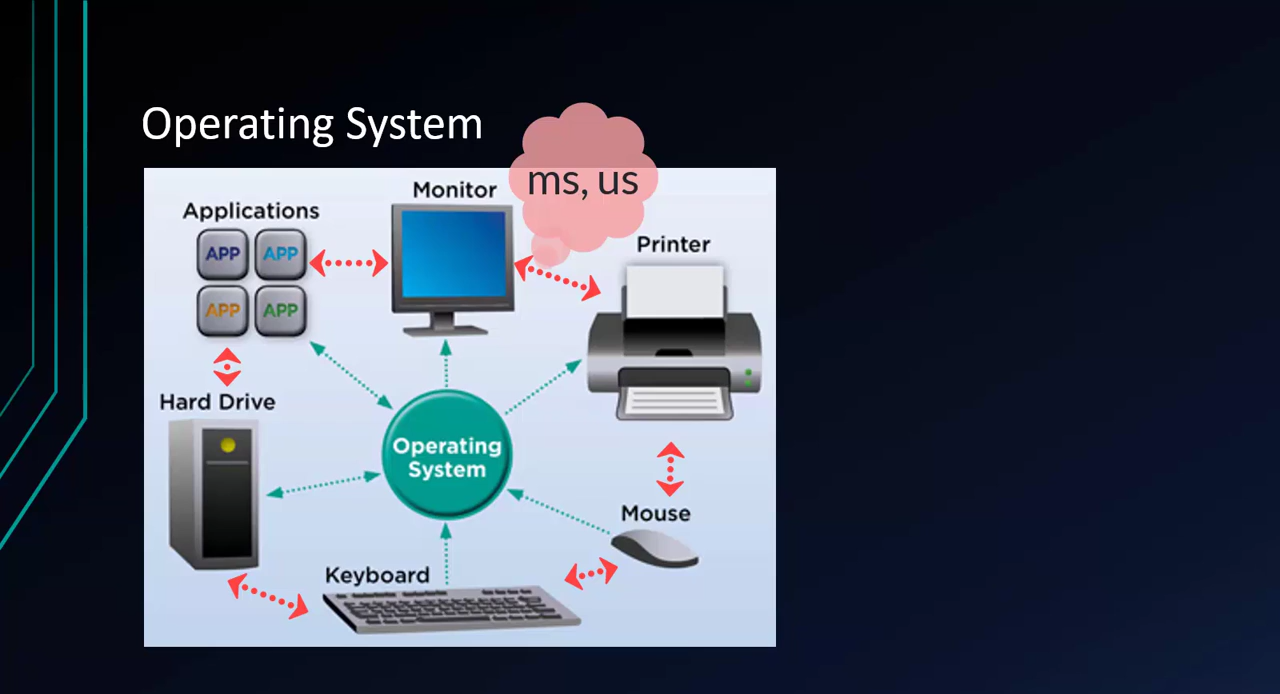 Operating System
ms, us
Monitor
Applications
APP APP
APP APP
Printer
Hard Drive
Operating
System
Mouse
Keyboard